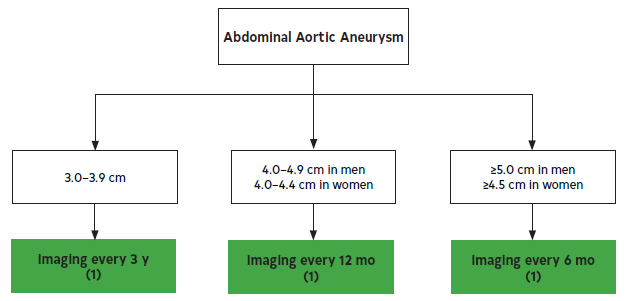 Abdominal Aortic Aneurysm
3.0–3.9 cm
4.0–4.9 cm in men
4.0–4.4 cm in women
≥5.0 cm in men
≥4.5 cm in women
Imaging every 3 y
(1)
Imaging every 12 mo
(1)
Imaging every 6 mo
(1)